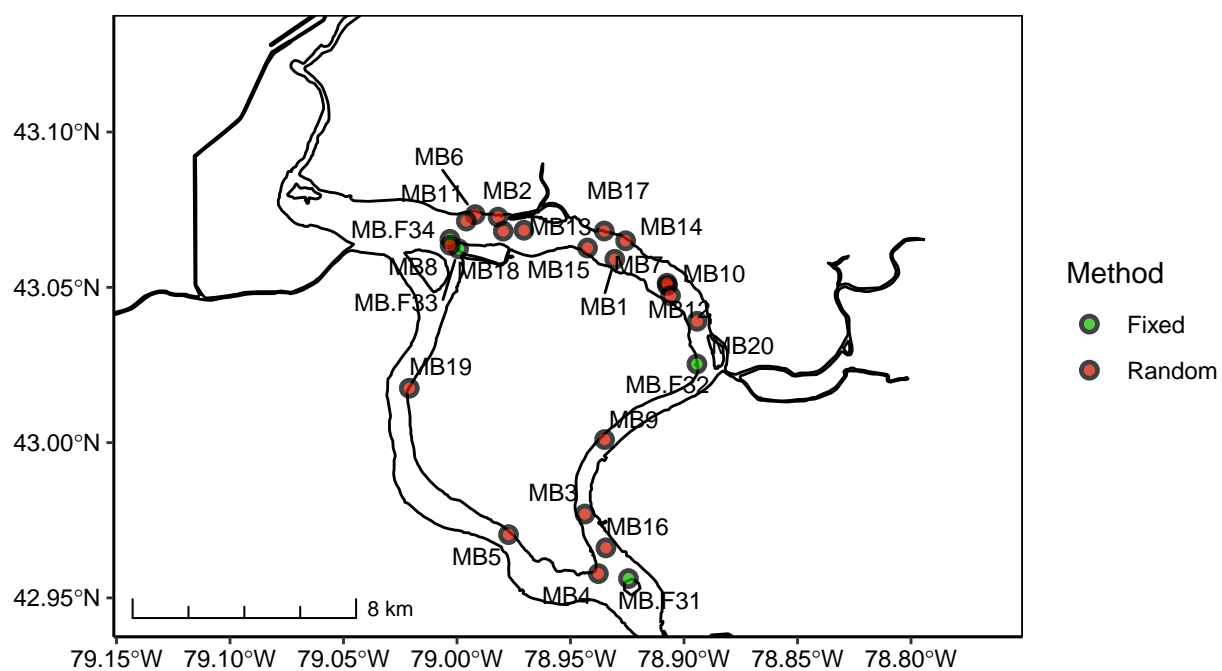 43.10°N
43.05°N
43.00°N
42.95°N
MB6
MB11
MB2
MB17
MB.F34
MB13
MB14
MB8
MB18
MB15
MB7
MB10
MB.F33
MB1
MB12
MB20
MB19
MB.F32
MB9
MB3
MB16
MB5
MB4
MB.F31
8 km
79.15°W
79.10°W
79.05°W
79.00°W
78.95°W
78.90°W
78.85°W
78.80°W
Method
Fixed
Random